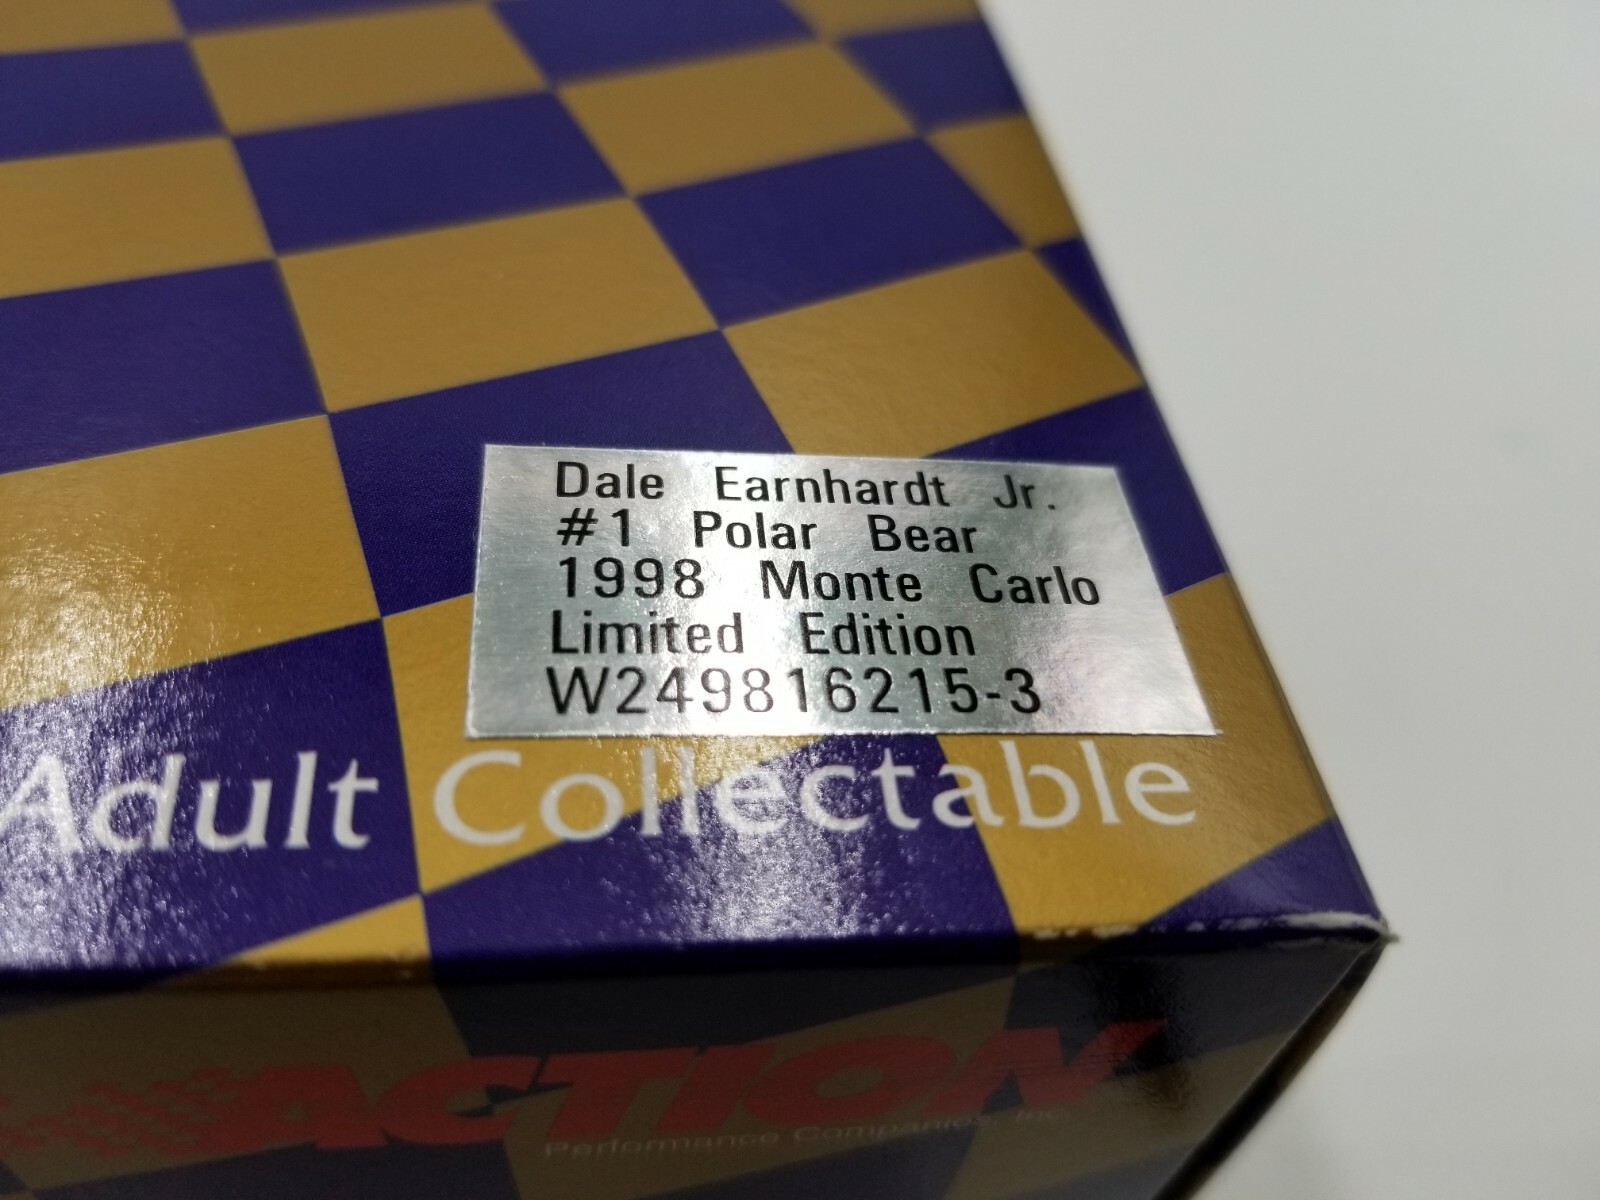 Dale Earnhardt Jr.
#1 Polar Bear
1998 Monte Carlo
Limited Edition
W249816215-3
Adult Collectable
ACTION
Performance Companies, Inc.